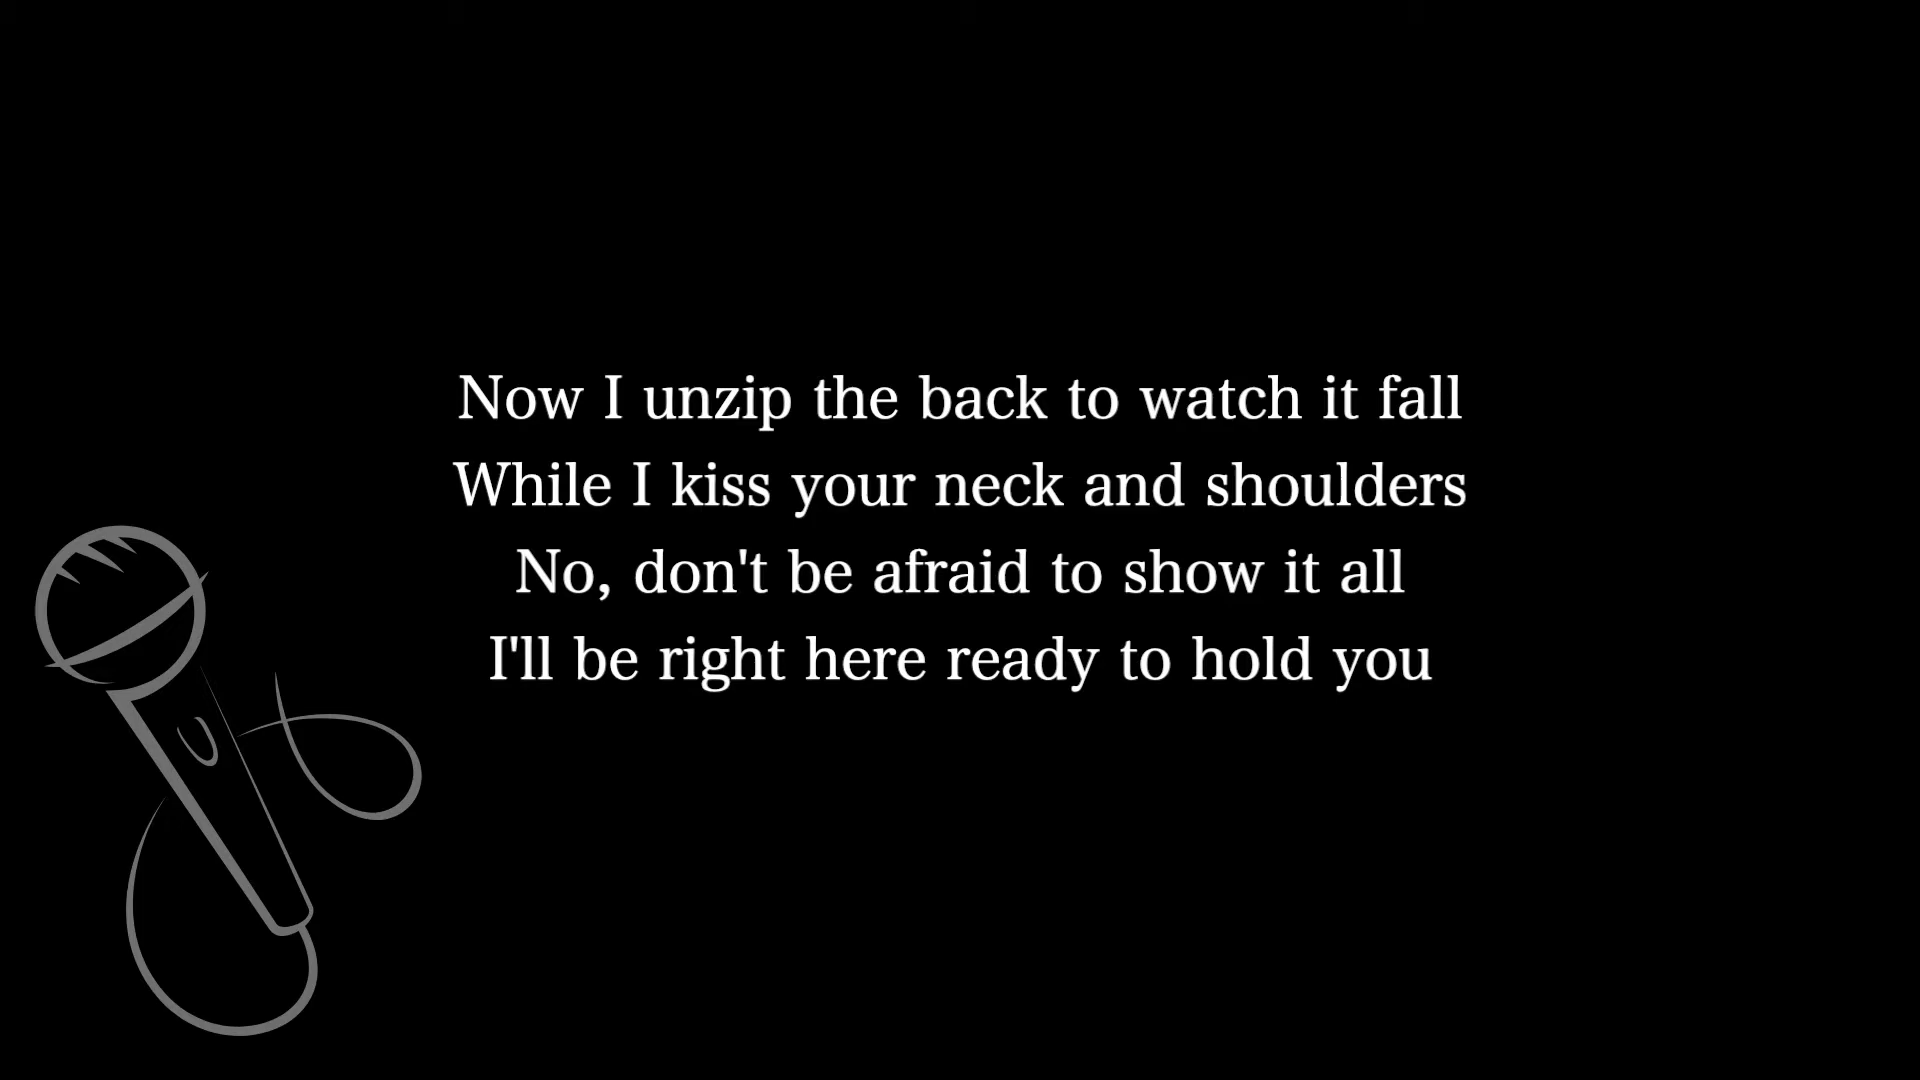 Now I unzip the back to watch it fall
While I kiss your neck and shoulders
No, don't be afraid to show it all
I'll be right here ready to hold you